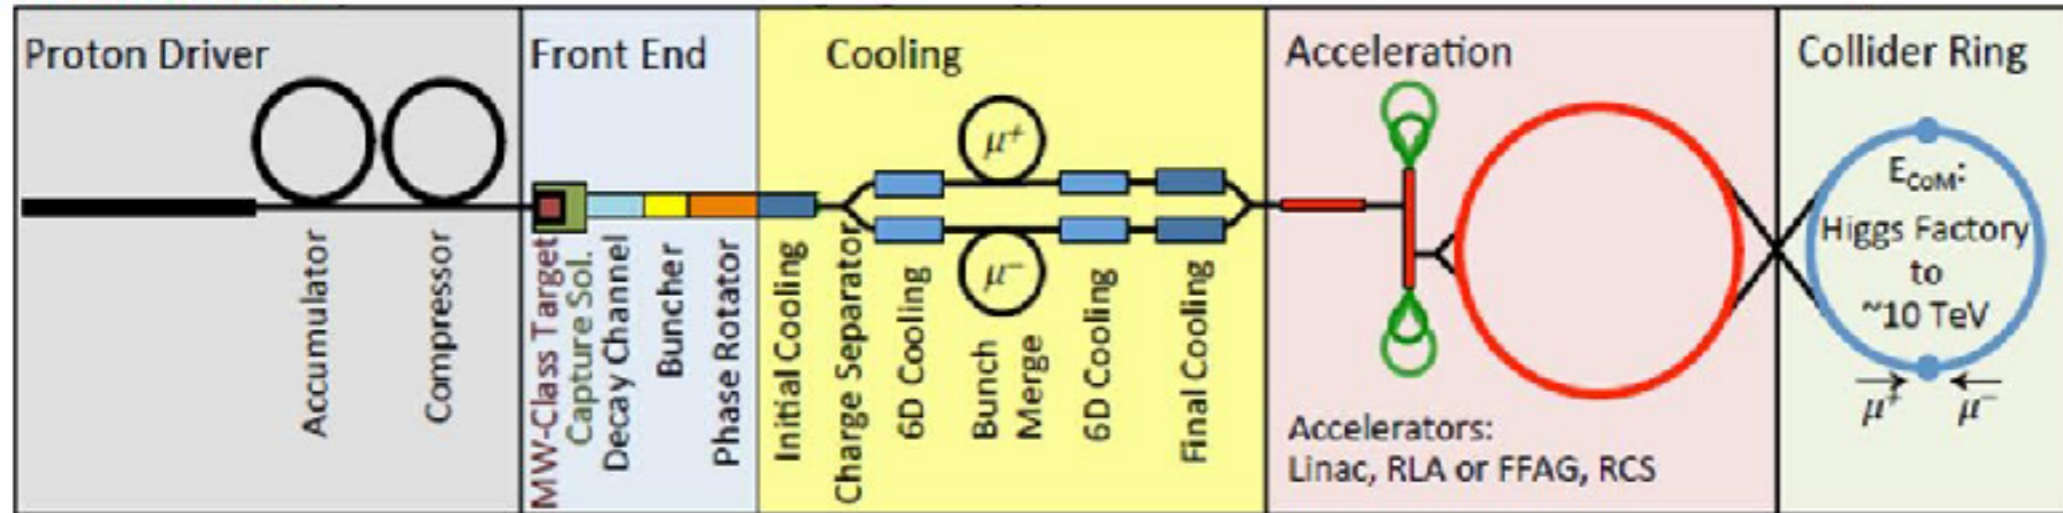 Proton Driver
Accumulator
Compressor
Front End
MW-Class Target
Capture Sol.
Decay Channel
Buncher
Phase Rotator
Cooling
Initial Cooling
Charge Separator
6D Cooling
μ+
μ−
Bunch
Merge
6D Cooling
Final Cooling
Acceleration
Accelerators:
Linac, RLA or FFAG, RCS
Collider Ring
ECoM:
Higgs Factory
to
~10 TeV
μ+ μ−